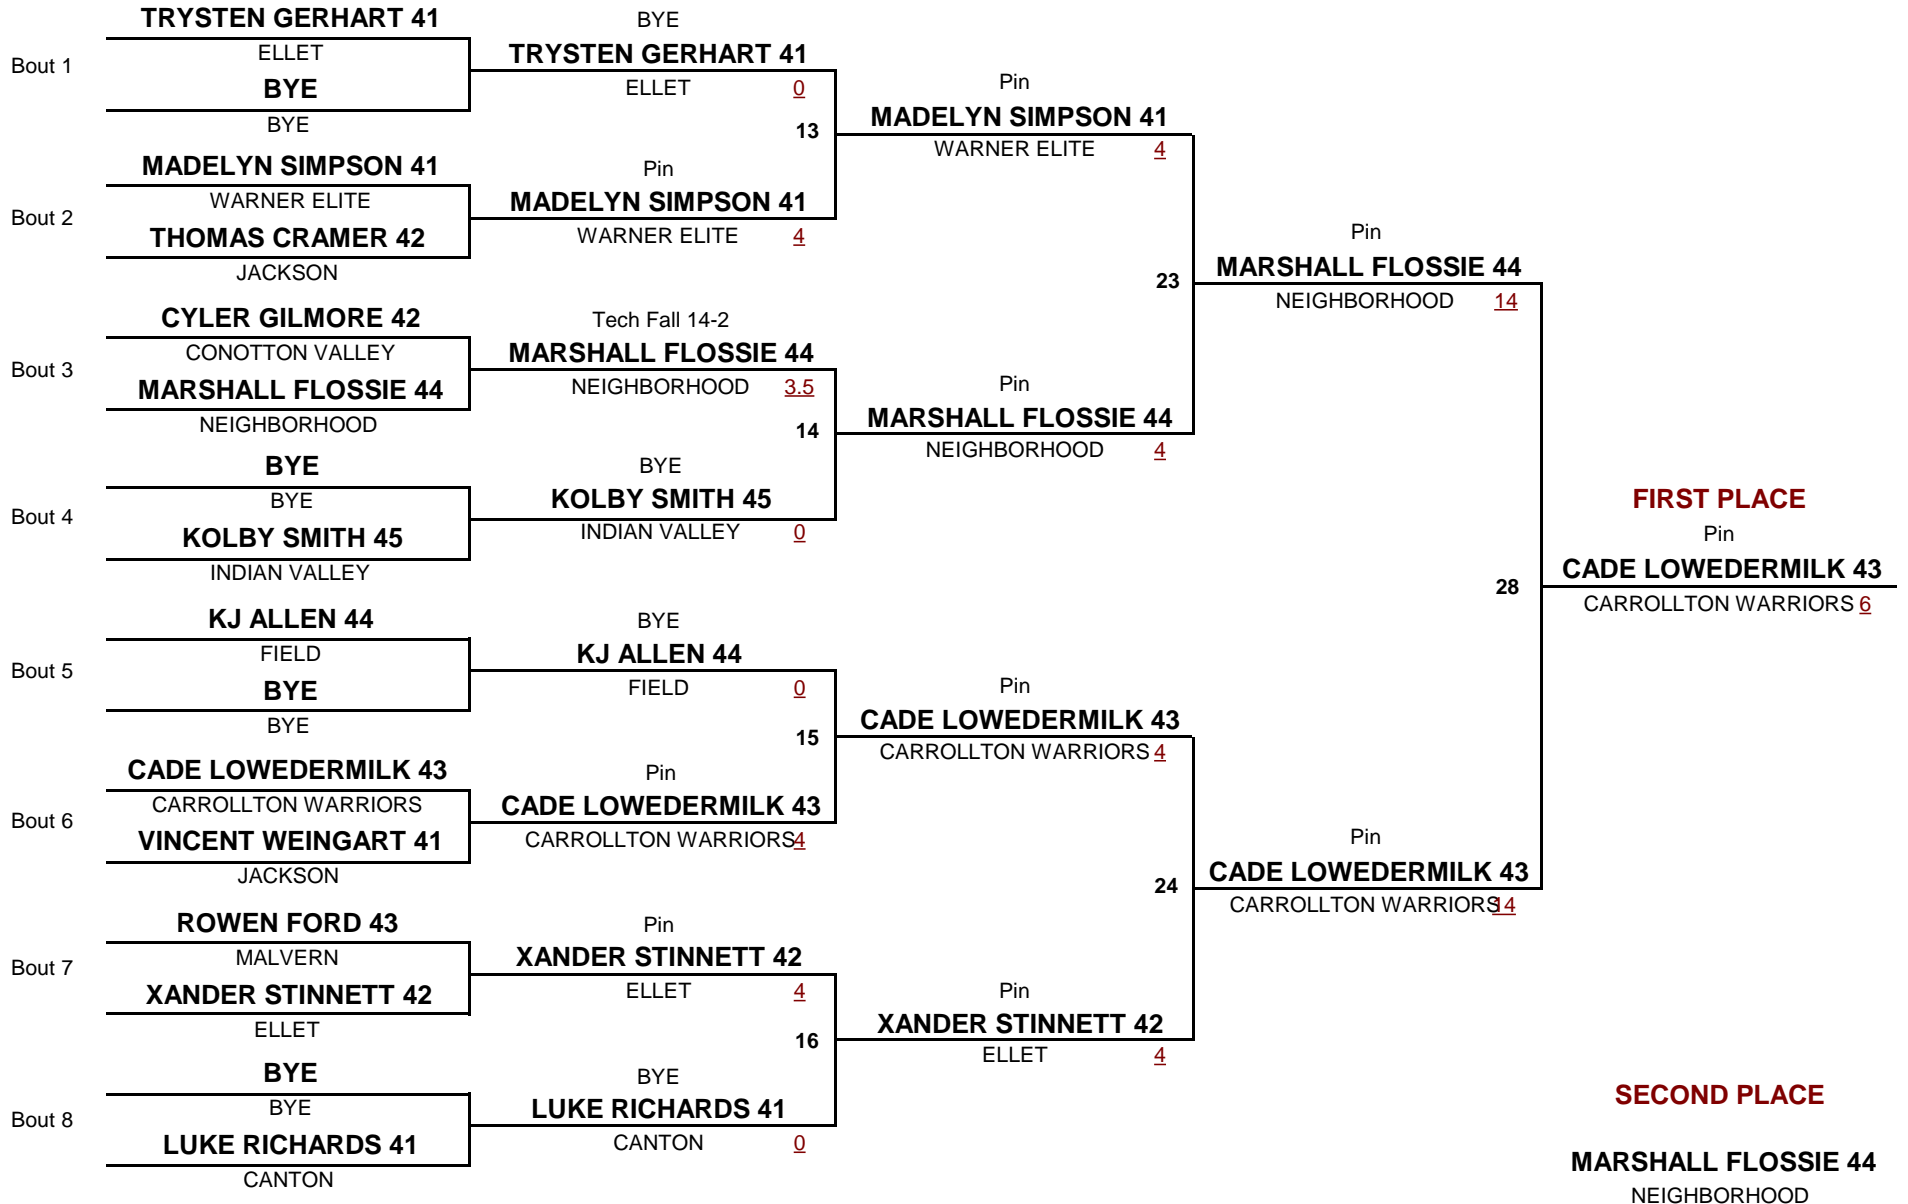 TRYSTEN GERHART 41
BYE
Bout 1
ELLET
TRYSTEN GERHART 41
BYE
ELLET 0
Pin
BYE
13
MADELYN SIMPSON 41
MADELYN SIMPSON 41
Pin
WARNER ELITE 4
Bout 2
WARNER ELITE
MADELYN SIMPSON 41
THOMAS CRAMER 42
WARNER ELITE 4
Pin
JACKSON
23
MARSHALL FLOSSIE 44
CYLER GILMORE 42
Tech Fall 14-2
NEIGHBORHOOD 14
Bout 3
CONOTTON VALLEY
MARSHALL FLOSSIE 44
MARSHALL FLOSSIE 44
NEIGHBORHOOD 3.5
Pin
NEIGHBORHOOD
14
MARSHALL FLOSSIE 44
BYE
BYE
NEIGHBORHOOD 4
Bout 4
BYE
KOLBY SMITH 45
FIRST PLACE
KOLBY SMITH 45
INDIAN VALLEY 0
Pin
INDIAN VALLEY
28
CADE LOWEDERMILK 43
KJ ALLEN 44
BYE
CARROLLTON WARRIORS 6
Bout 5
FIELD
KJ ALLEN 44
BYE
FIELD 0
Pin
BYE
15
CADE LOWEDERMILK 43
CADE LOWEDERMILK 43
Pin
CARROLLTON WARRIORS 4
Bout 6
CARROLLTON WARRIORS
CADE LOWEDERMILK 43
VINCENT WEINGART 41
CARROLLTON WARRIORS 4
Pin
JACKSON
24
CADE LOWEDERMILK 43
ROWEN FORD 43
Pin
CARROLLTON WARRIORS 14
Bout 7
MALVERN
XANDER STINNETT 42
XANDER STINNETT 42
ELLET 4
Pin
ELLET
16
XANDER STINNETT 42
BYE
BYE
ELLET 4
Bout 8
BYE
LUKE RICHARDS 41
SECOND PLACE
LUKE RICHARDS 41
CANTON 0
MARSHALL FLOSSIE 44
CANTON
NEIGHBORHOOD